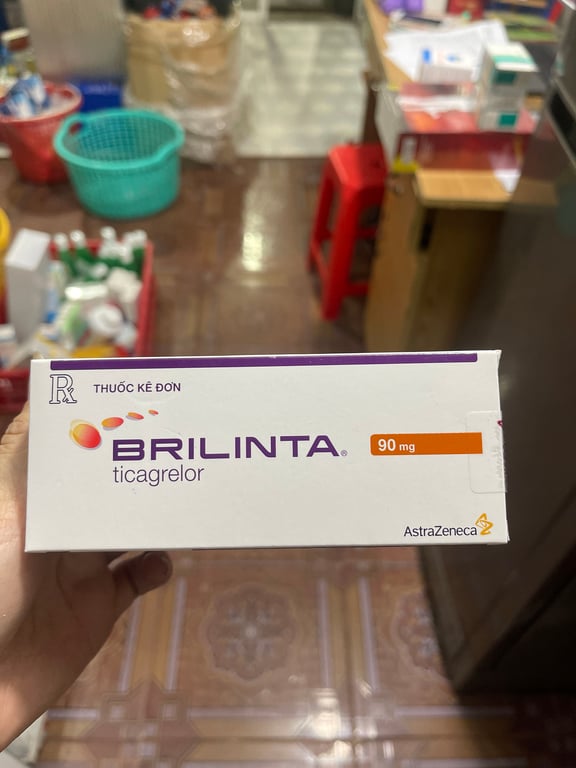 Rx THUỐC KÊ ĐƠN
BRILINTA®
ticagrelor
90 mg
AstraZeneca